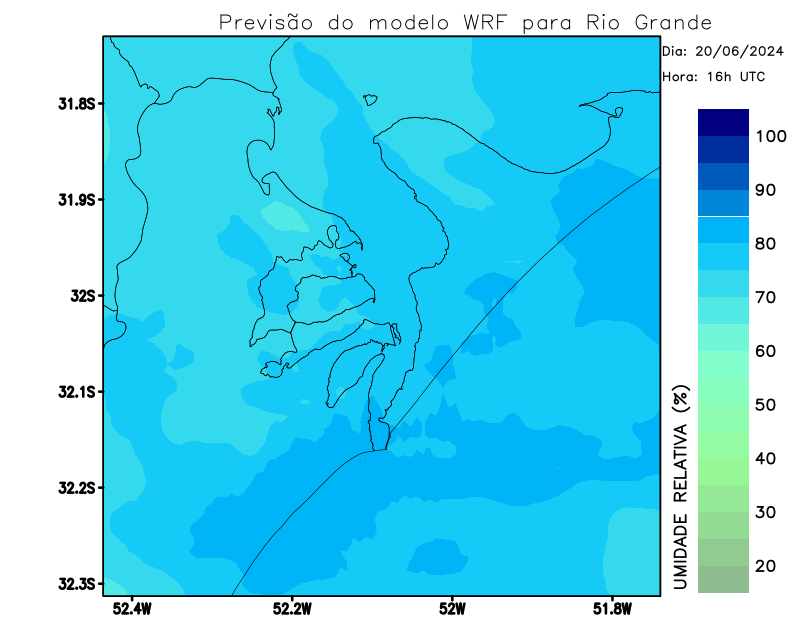 Previsão do modelo WRF para Rio Grande
Dia: 20/06/2024
Hora: 16h UTC
31.8S
31.9S
32S
32.1S
32.2S
32.3S
52.4W
52.2W
52W
51.8W
100
90
80
70
60
50
40
30
20
UMIDADE RELATIVA (%)